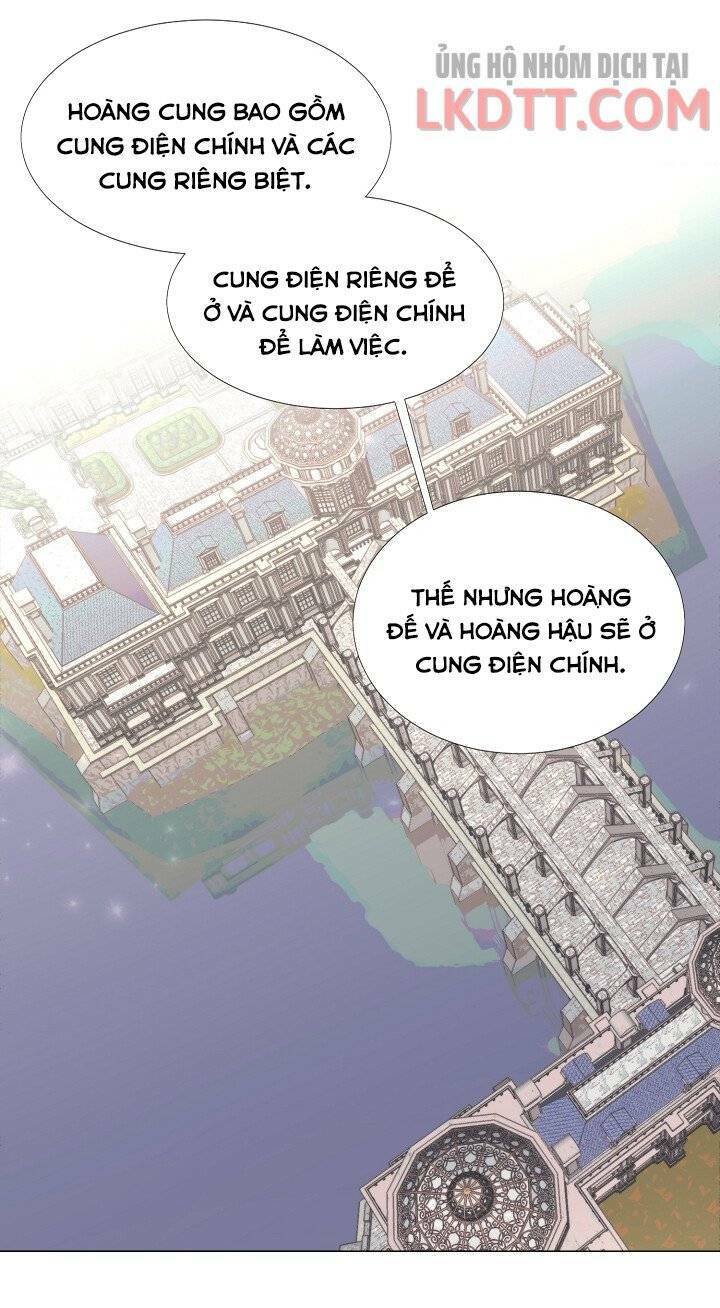 ỦNG HỘ NHÓM DỊCH TẠI
LKDTT.COM
HOÀNG CUNG BAO GỒM
CUNG ĐIỆN CHÍNH VÀ CÁC
CUNG RIÊNG BIỆT.
CUNG ĐIỆN RIÊNG ĐỂ
Ở VÀ CUNG ĐIỆN CHÍNH
ĐỂ LÀM VIỆC.
THẾ NHƯNG HOÀNG
ĐẾ VÀ HOÀNG HẬU SẼ Ở
CUNG ĐIỆN CHÍNH.